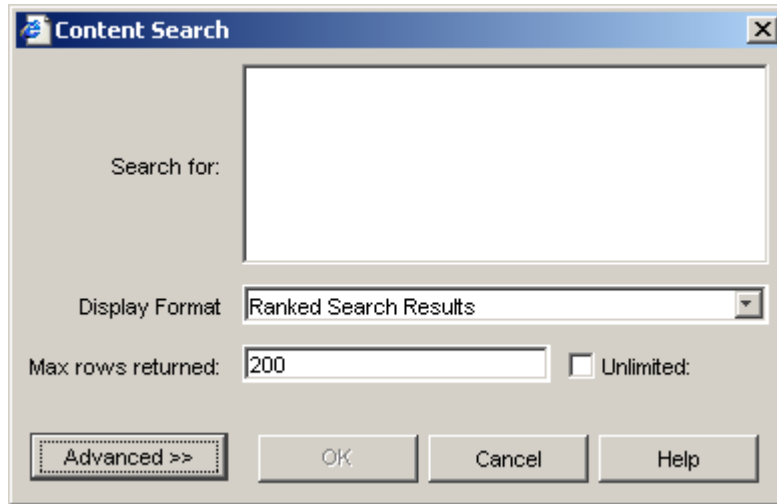 Content Search
Search for:
Display Format Ranked Search Results
Max rows returned: 200 Unlimited:
Advanced >> OK Cancel Help